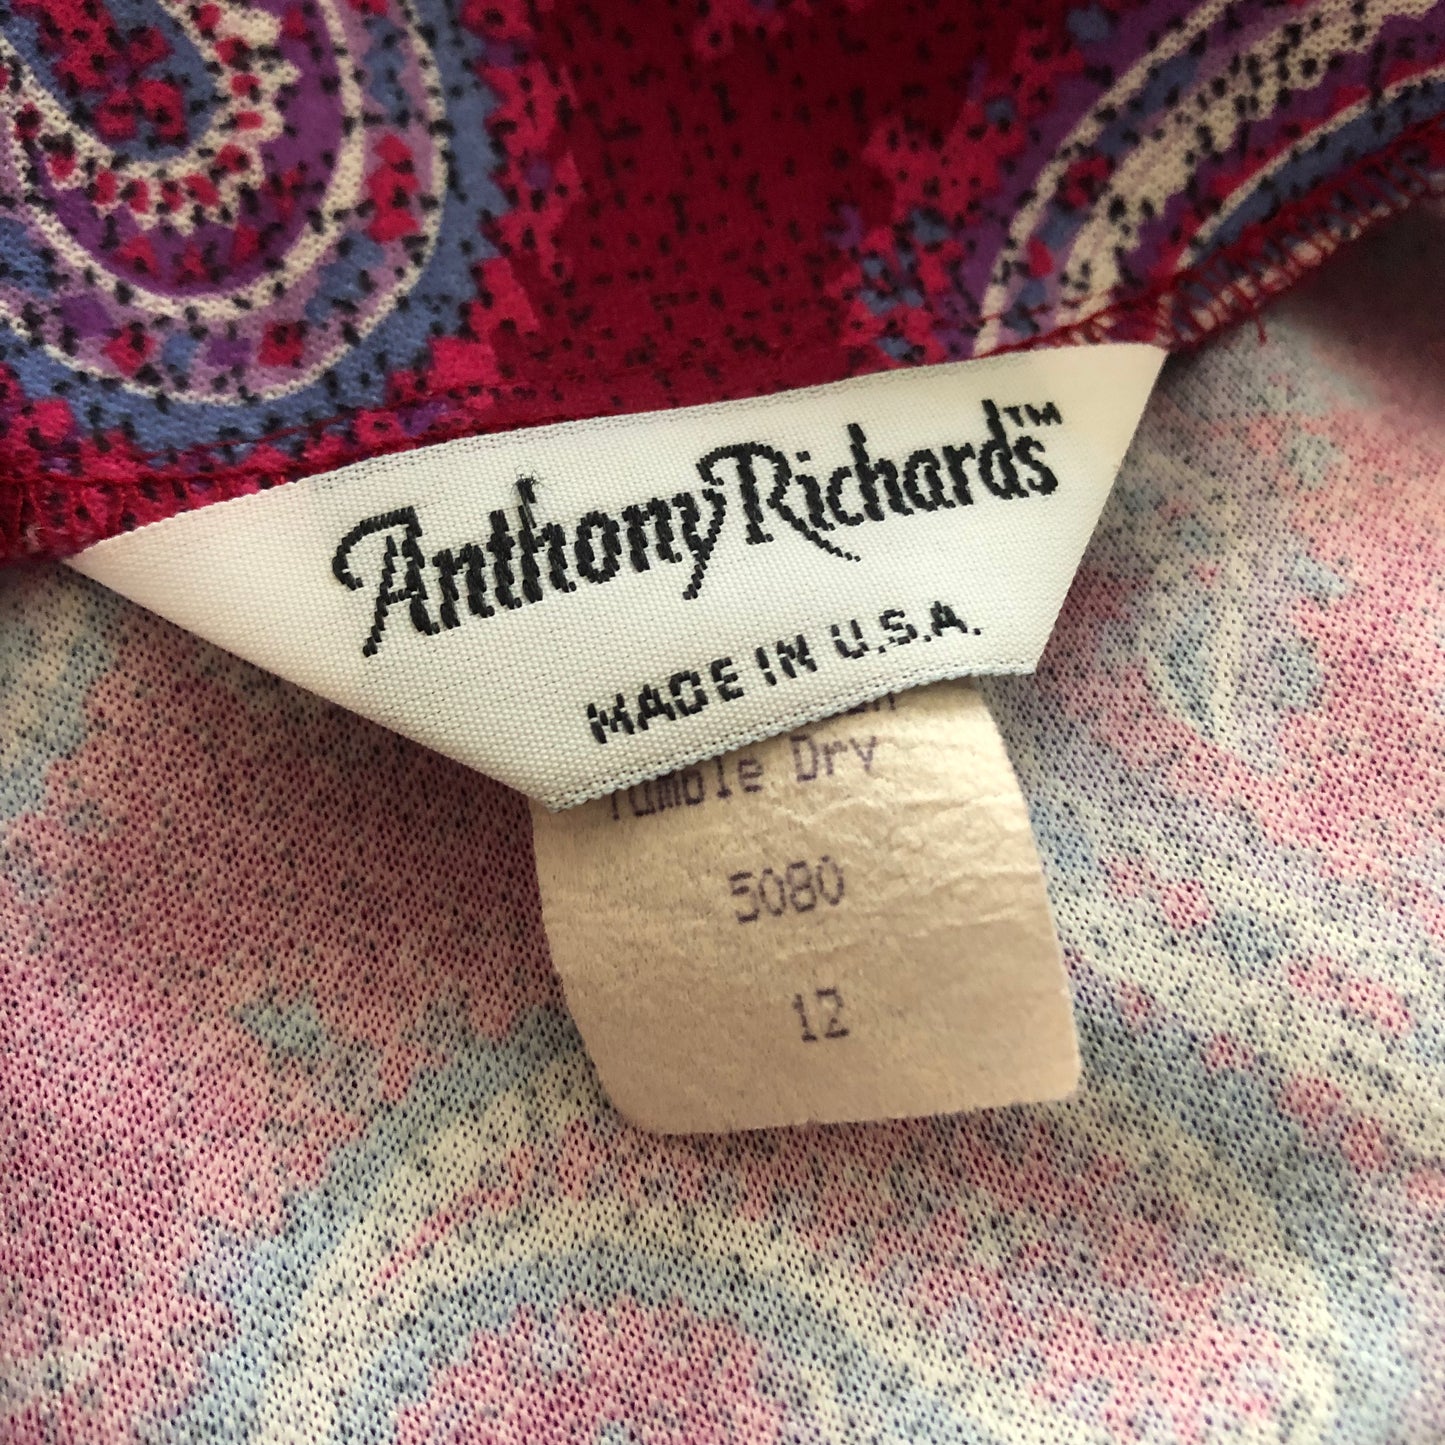 Anthony Richards™
MADE IN U.S.A.
Tumble Dry
5080
12